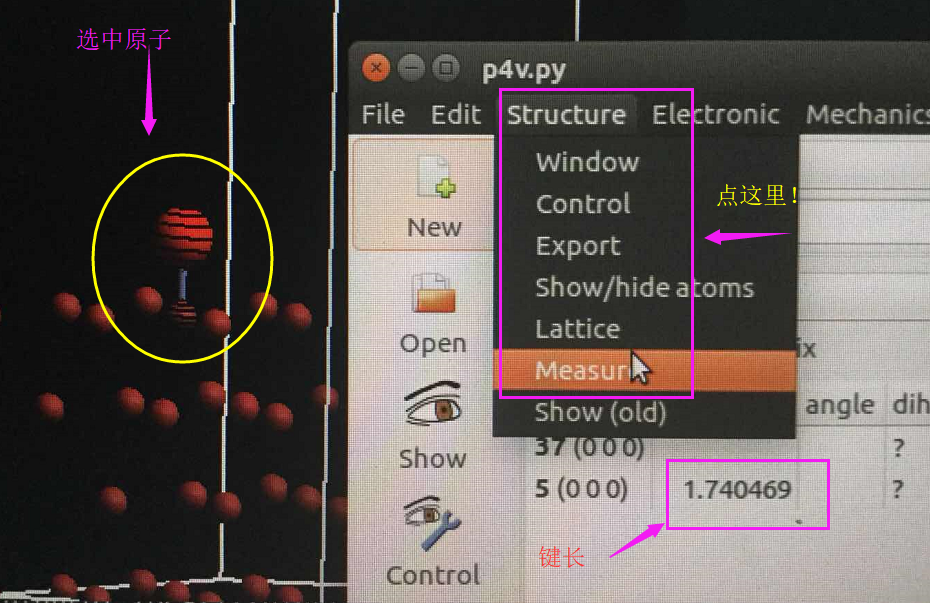 选中原子
p4v.py
File Edit Structure Electronic Mechanics
Window
点这里!
Control
New
Export
Show/hide atoms
Open
Lattice
Measure
ix
angle dih
Show (old)
37 (0 0 0) ?
Show
5 (0 0 0) 1.740469 ?
键长
Control